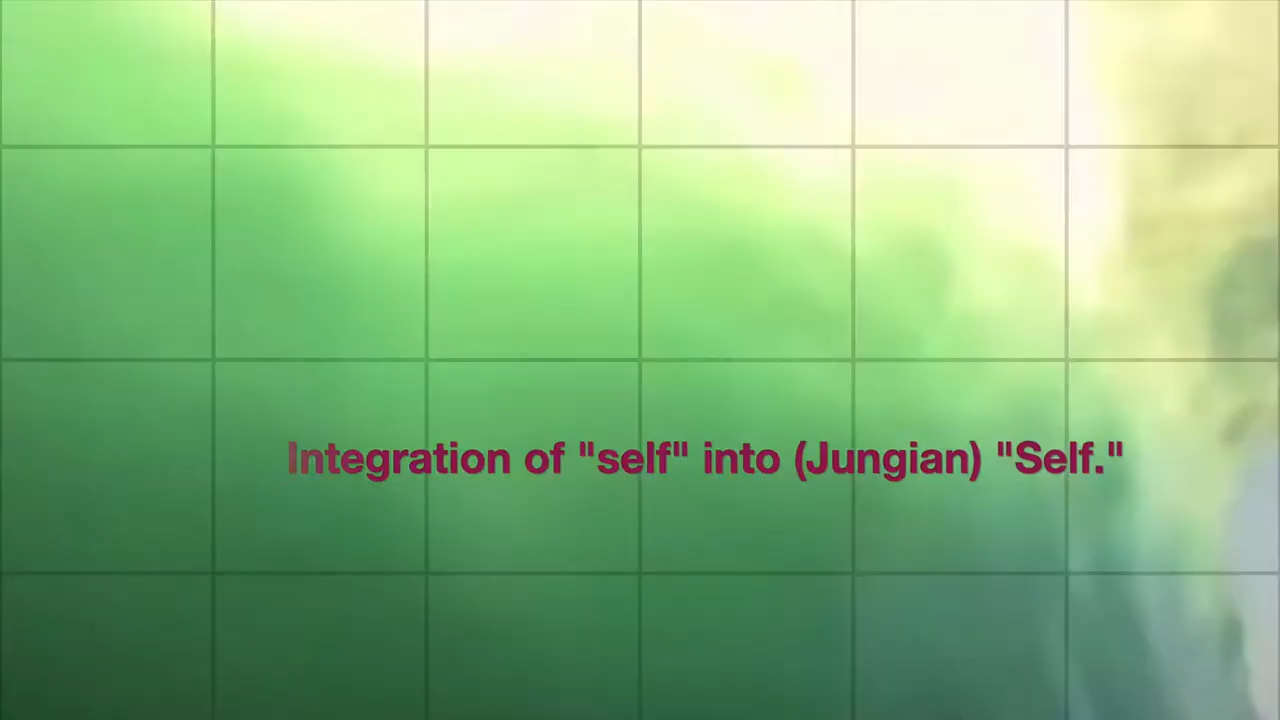 Integration of "self" into (Jungian) "Self."